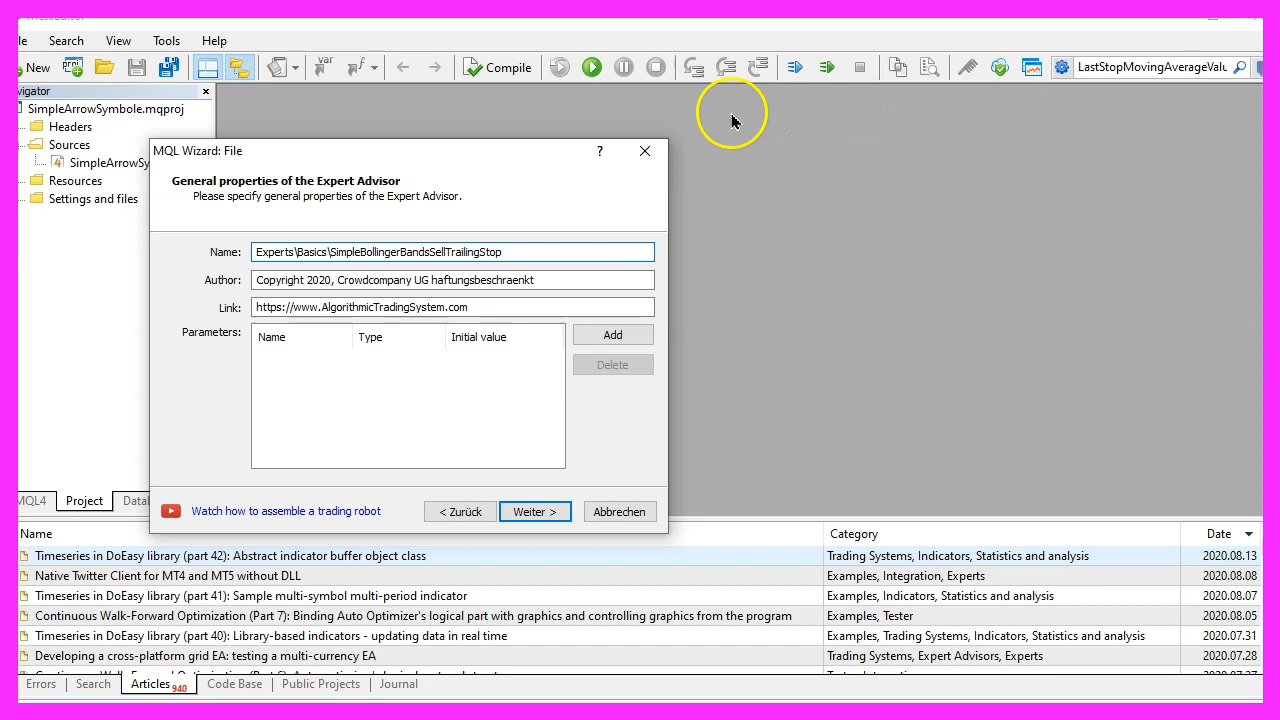 Search View Tools Help
New Compile LastStopMovingAverageValu
vigator
SimpleArrowSymbole.mqproj
Headers
Sources
SimpleArrowSy
Resources
Settings and files
MQL Wizard: File
General properties of the Expert Advisor
Please specify general properties of the Expert Advisor.
Name: Experts\Basics\SimpleBollingerBandsSellTrailingStop
Author: Copyright 2020, Crowdcompany UG haftungsbeschraenkt
Link: https://www.AlgorithmicTradingSystem.com
Parameters: Name Type Initial value Add
Delete
Watch how to assemble a trading robot < Zurück Weiter > Abbrechen
MQL4 Project Datab
Name Category Date
Timeseries in DoEasy library (part 42): Abstract indicator buffer object class Trading Systems, Indicators, Statistics and analysis 2020.08.13
Native Twitter Client for MT4 and MT5 without DLL Examples, Integration, Experts 2020.08.08
Timeseries in DoEasy library (part 41): Sample multi-symbol multi-period indicator Examples, Indicators, Statistics and analysis 2020.08.07
Continuous Walk-Forward Optimization (Part 7): Binding Auto Optimizer's logical part with graphics and controlling graphics from the program Examples, Tester 2020.08.05
Timeseries in DoEasy library (part 40): Library-based indicators - updating data in real time Examples, Trading Systems, Indicators, Statistics and analysis 2020.07.31
Developing a cross-platform grid EA: testing a multi-currency EA Trading Systems, Expert Advisors, Experts 2020.07.28
Errors Search Articles 940 Code Base Public Projects Journal